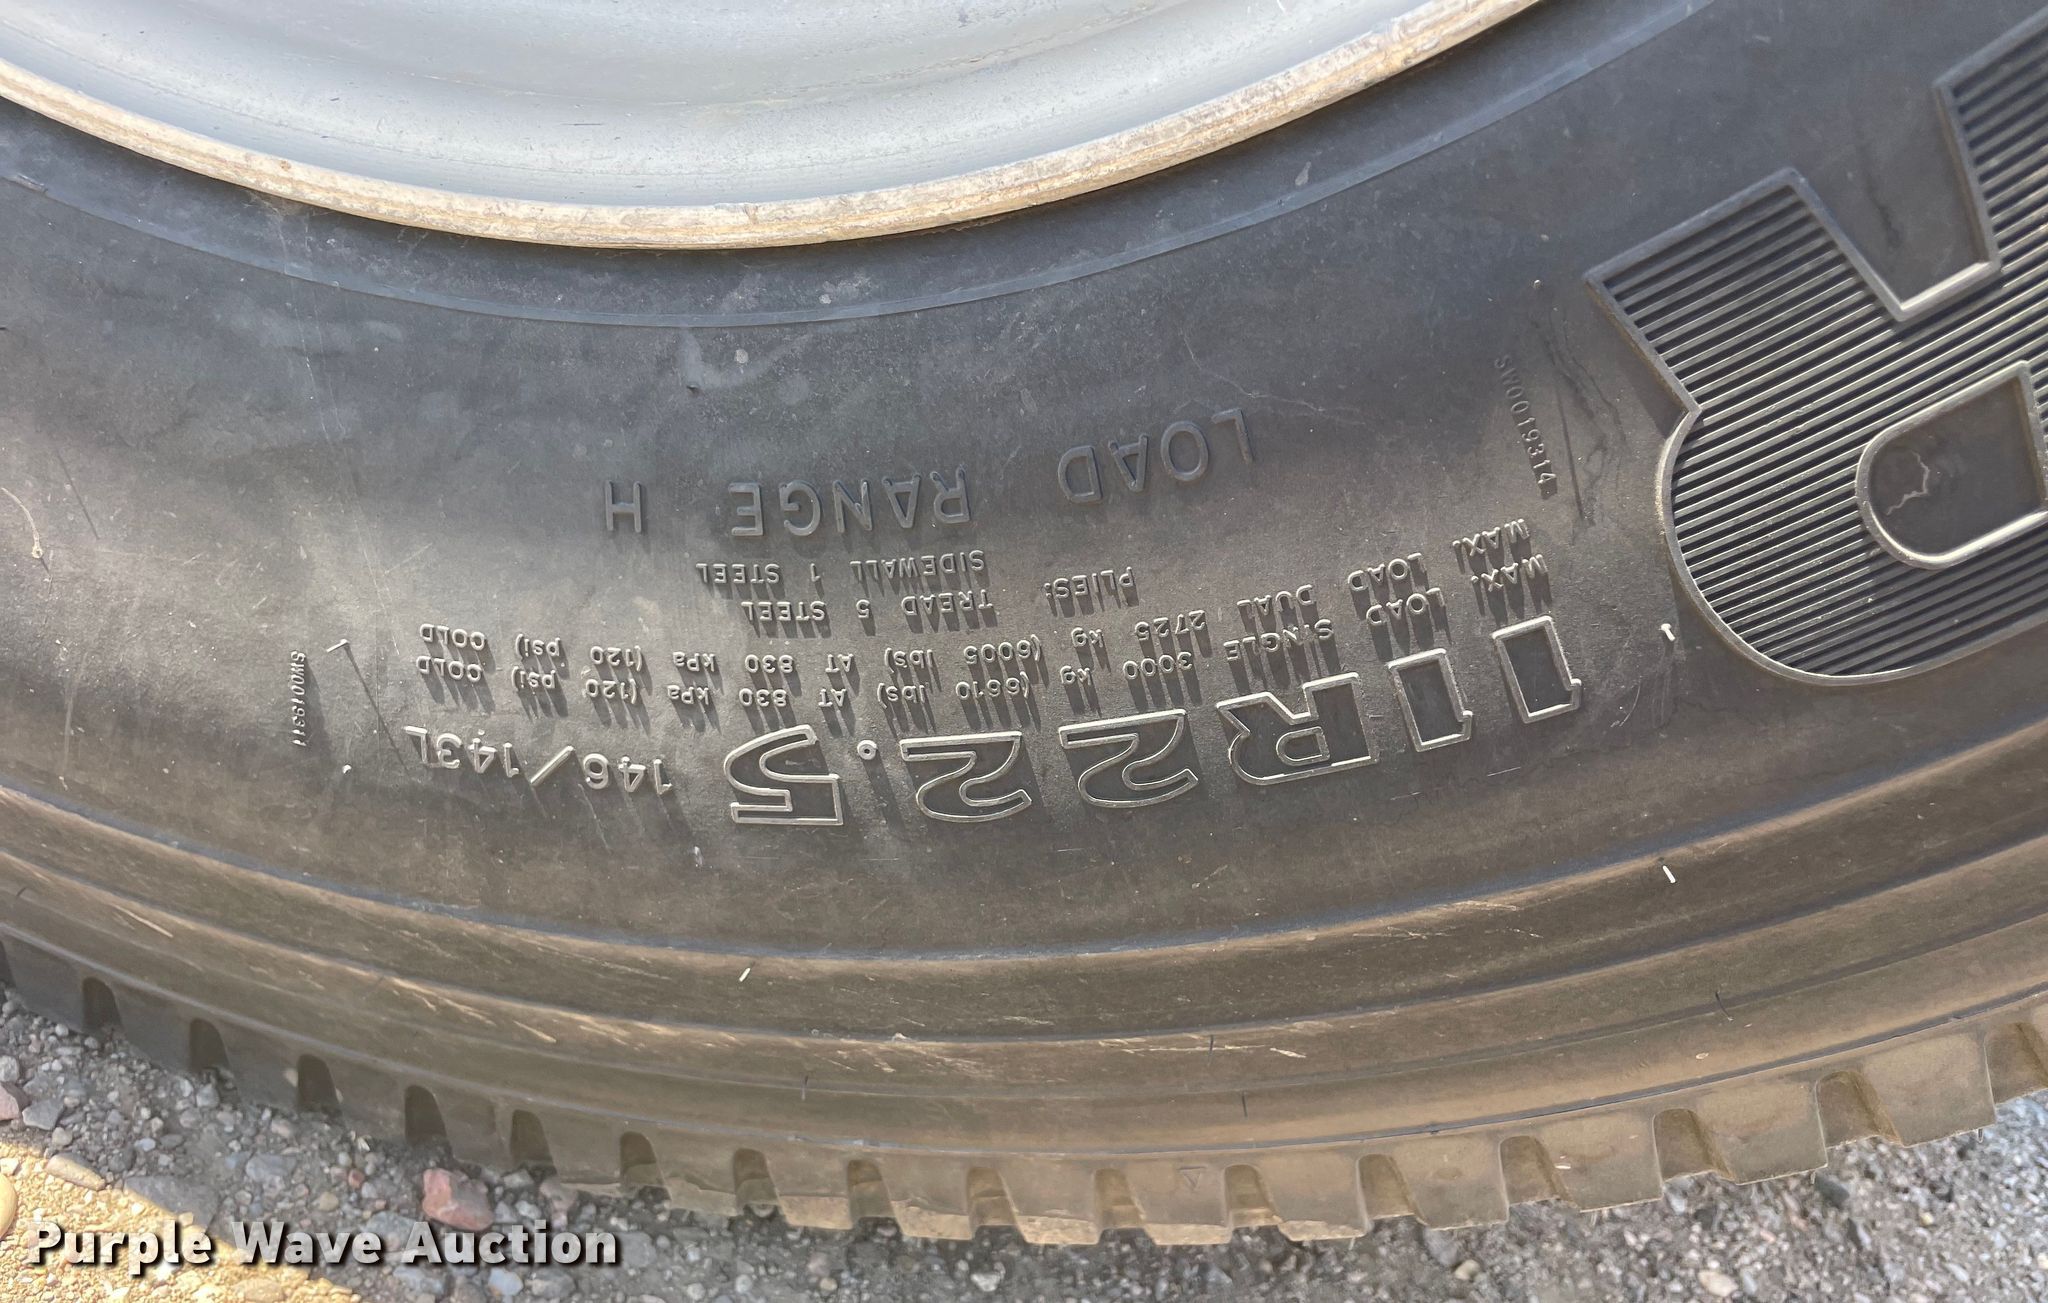 11R22.5 146/143L
MAX. LOAD SINGLE 3000 kg (6610 lbs) AT 830 kPa (120 psi) COLD
MAX. LOAD DUAL 2725 kg (6005 lbs) AT 830 kPa (120 psi) COLD
PLIES: TREAD 5 STEEL
SIDEWALL 1 STEEL
LOAD RANGE H
SW0019314
R
Purple Wave Auction